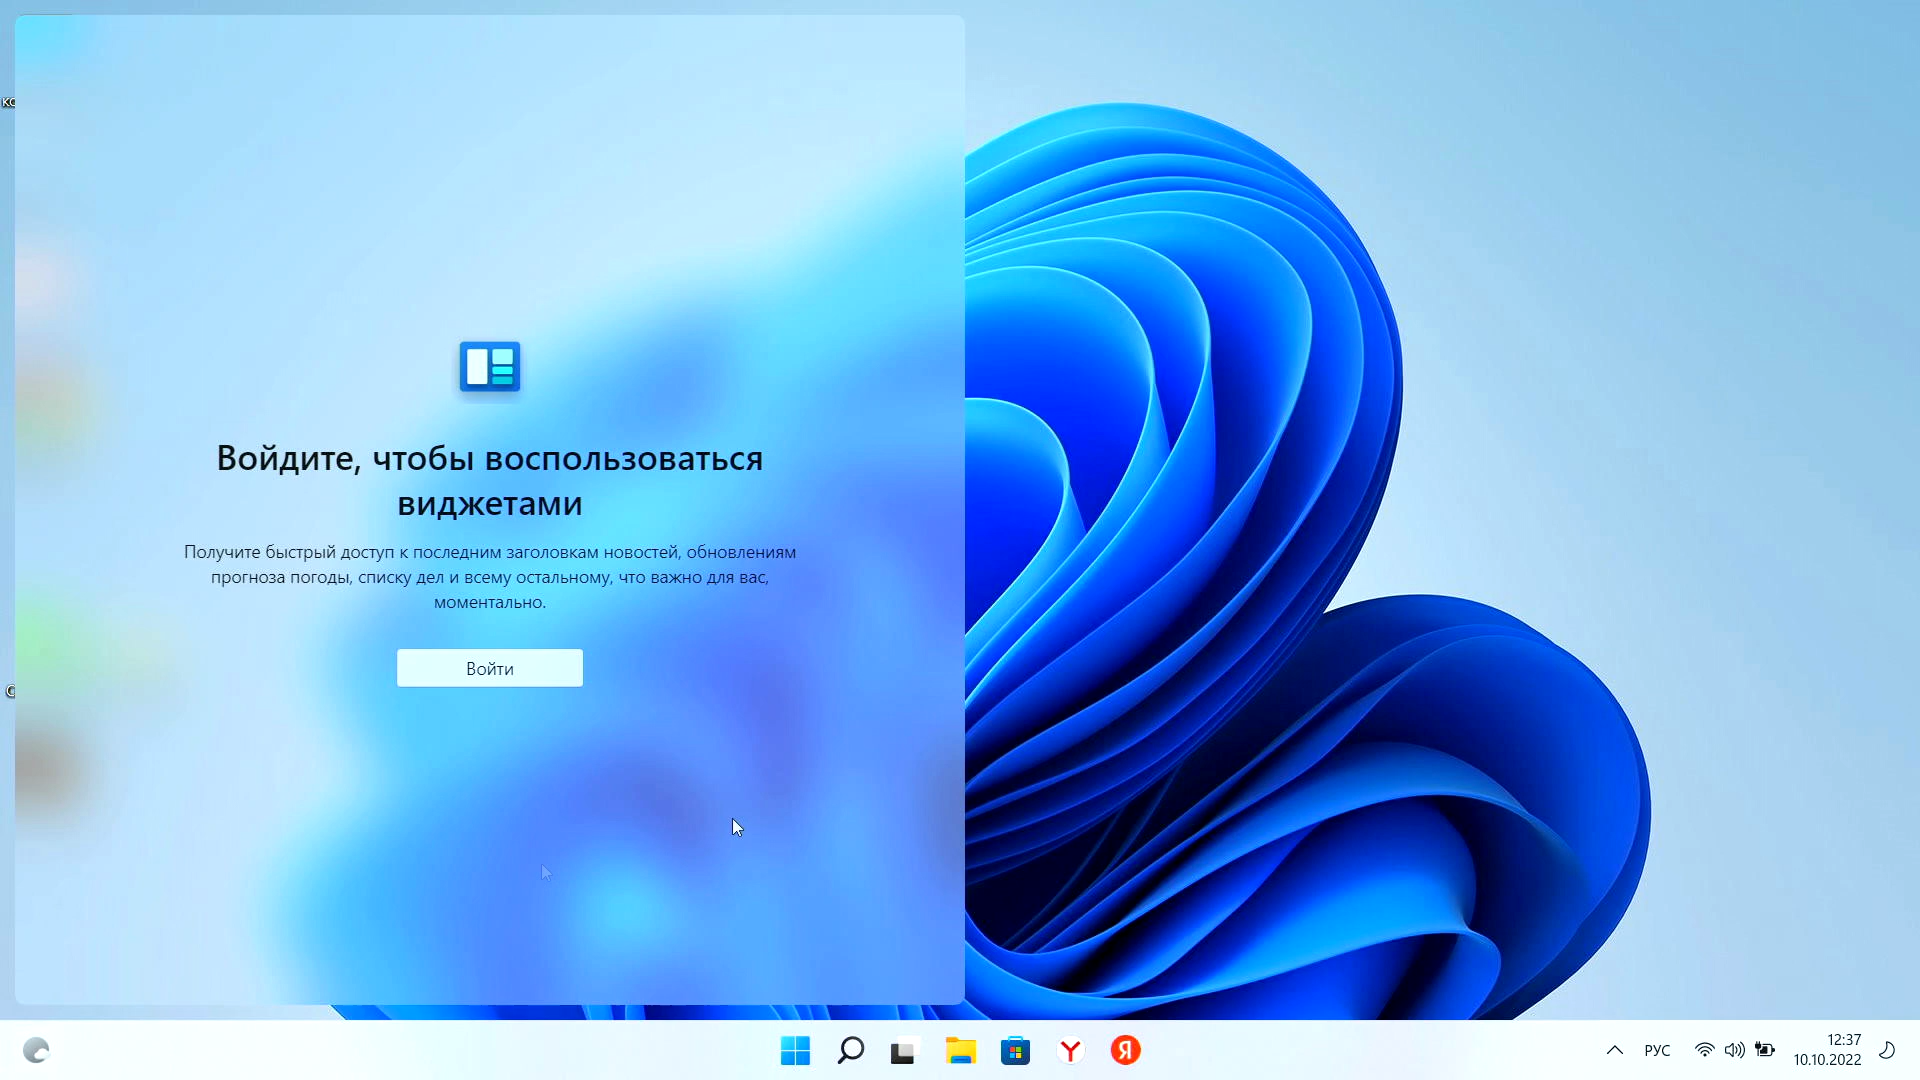 Войдите, чтобы воспользоваться
виджетами
Получите быстрый доступ к последним заголовкам новостей, обновлениям
прогноза погоды, списку дел и всему остальному, что важно для вас,
моментально.
Войти
Y
Я
РУС
12:37
10.10.2022